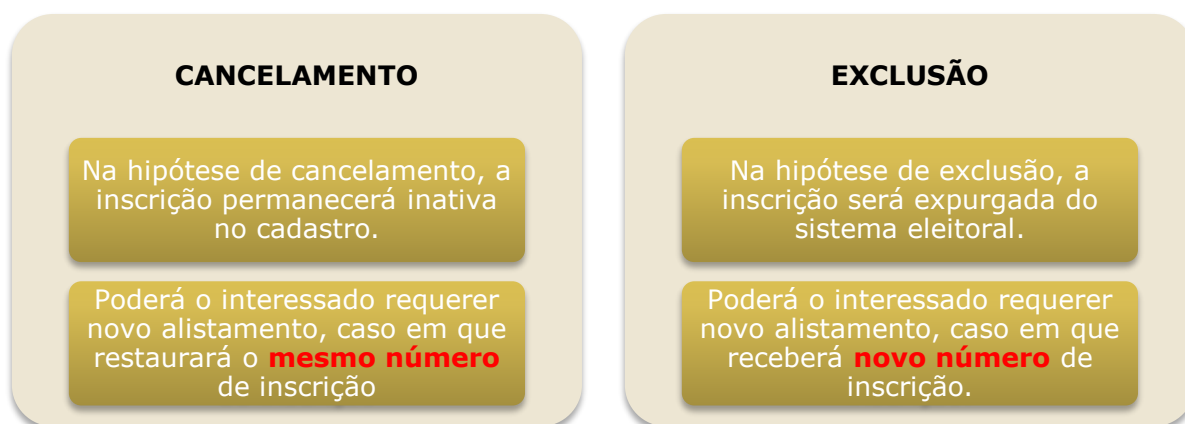 CANCELAMENTO
Na hipótese de cancelamento, a
inscrição permanecerá inativa
no cadastro.
Poderá o interessado requerer
novo alistamento, caso em que
restaurará o mesmo número
de inscrição
EXCLUSÃO
Na hipótese de exclusão, a
inscrição será expurgada do
sistema eleitoral.
Poderá o interessado requerer
novo alistamento, caso em que
receberá novo número de
inscrição.